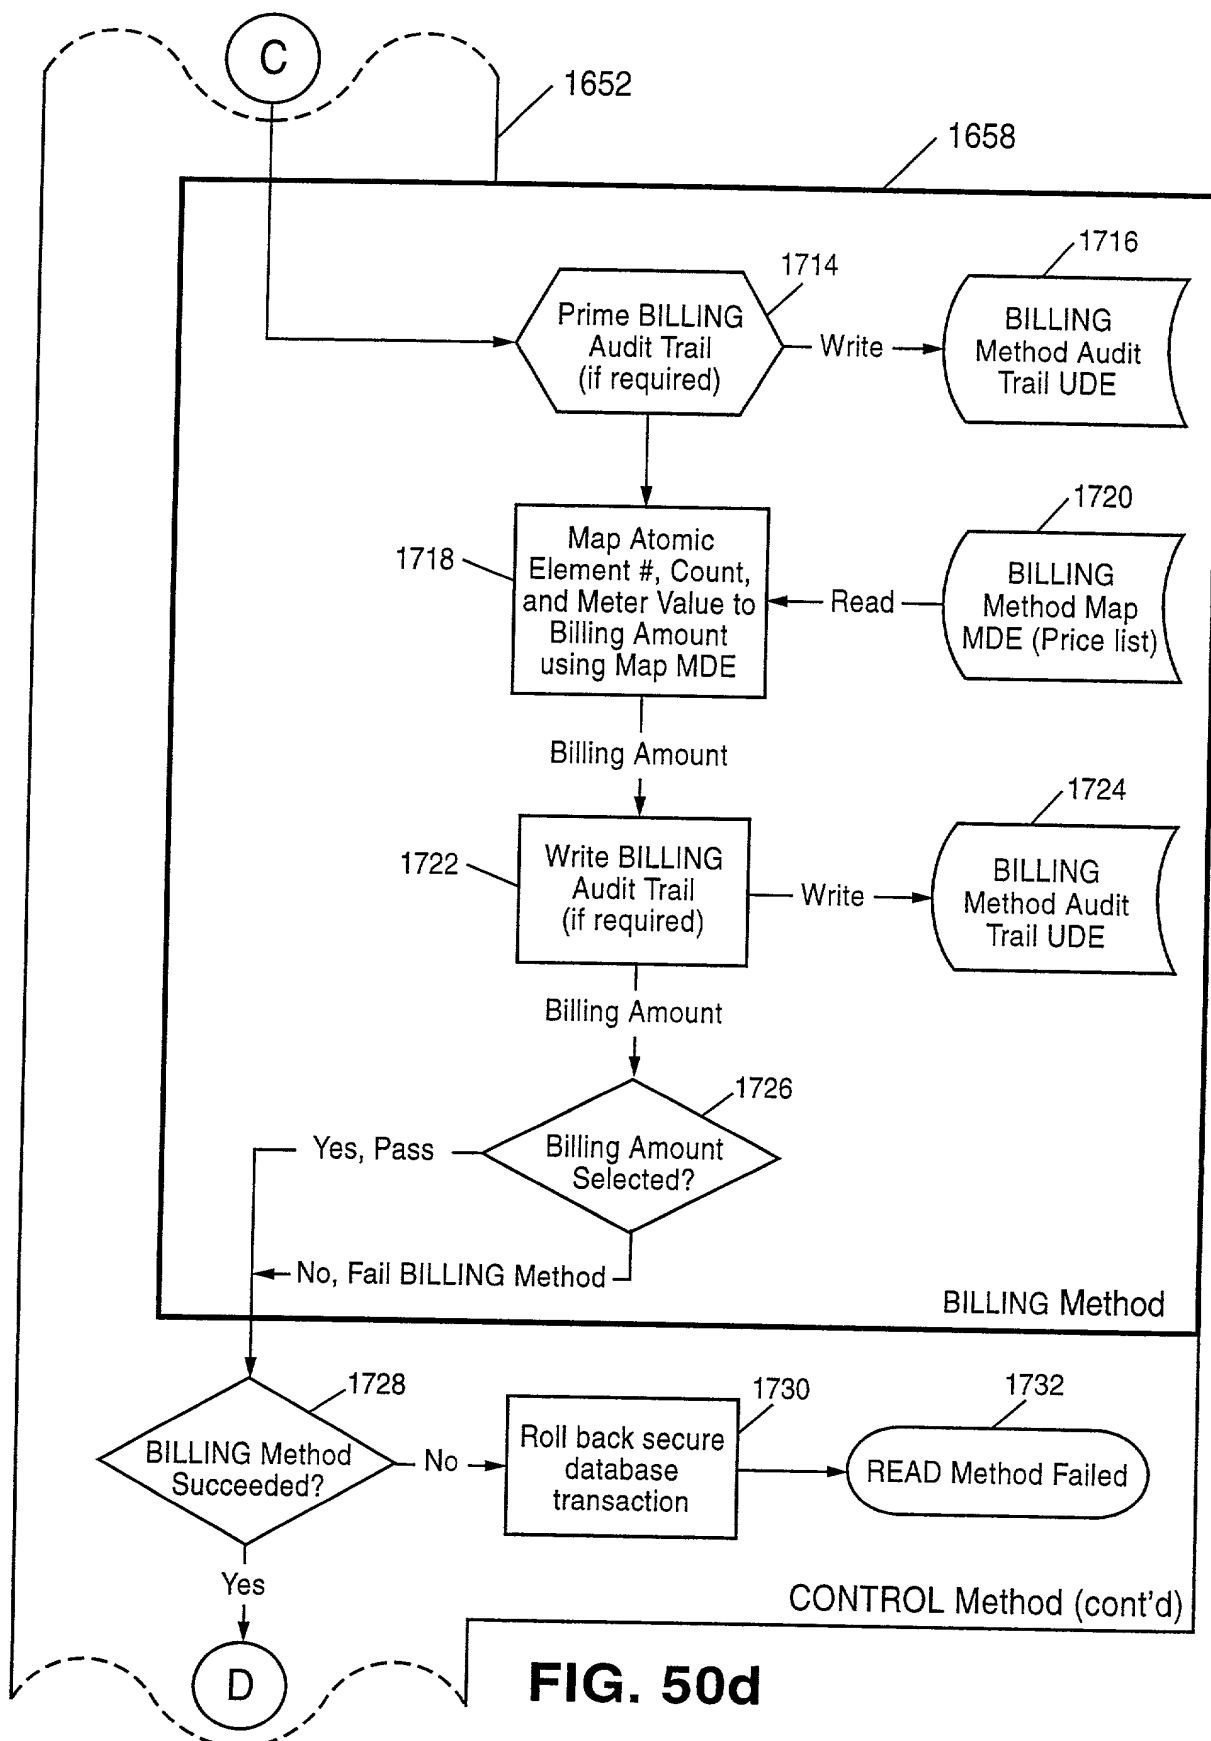 C
1652
1658
1714
1716
Prime BILLING
Audit Trail
(if required)
Write
BILLING
Method Audit
Trail UDE
1718
Map Atomic
Element #, Count,
and Meter Value to
Billing Amount
using Map MDE
Read
1720
BILLING
Method Map
MDE (Price list)
Billing Amount
1722
Write BILLING
Audit Trail
(if required)
Write
1724
BILLING
Method Audit
Trail UDE
Billing Amount
1726
Billing Amount
Selected?
Yes, Pass
No, Fail BILLING Method
BILLING Method
1728
BILLING Method
Succeeded?
No
1730
Roll back secure
database
transaction
1732
READ Method Failed
Yes
CONTROL Method (cont'd)
D
FIG. 50d